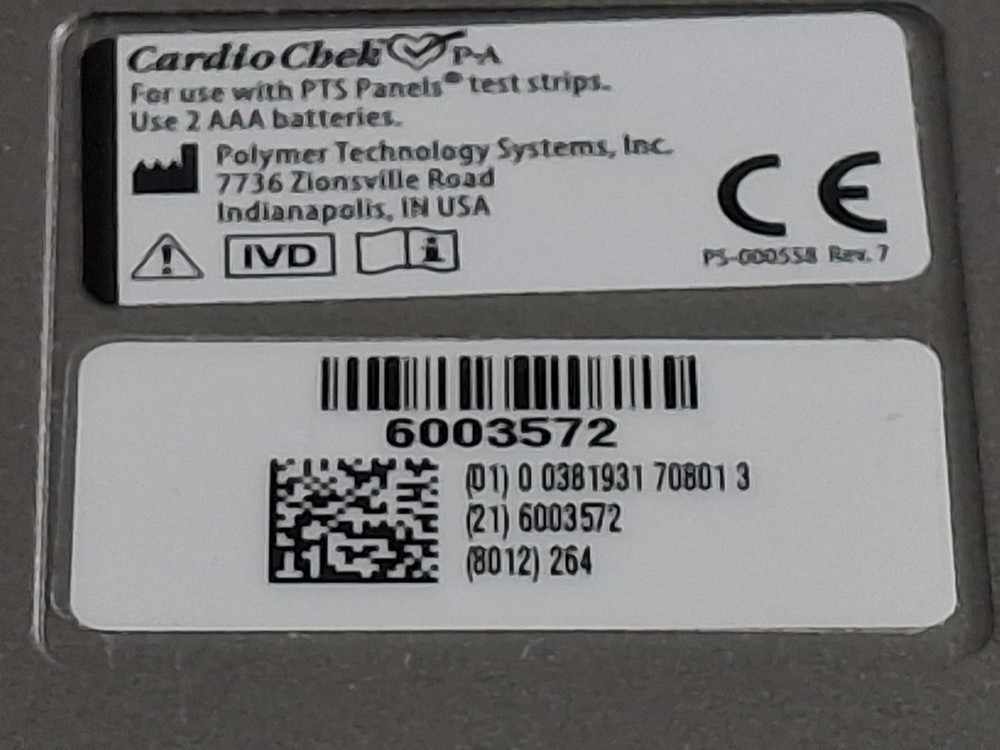 CardioChek P•A
For use with PTS Panels® test strips.
Use 2 AAA batteries.
Polymer Technology Systems, Inc.
7736 Zionsville Road
Indianapolis, IN USA
CE
IVD
PS-000558 Rev. 7
6003572
(01) 0 0381931 70801 3
(21) 6003572
(8012) 264